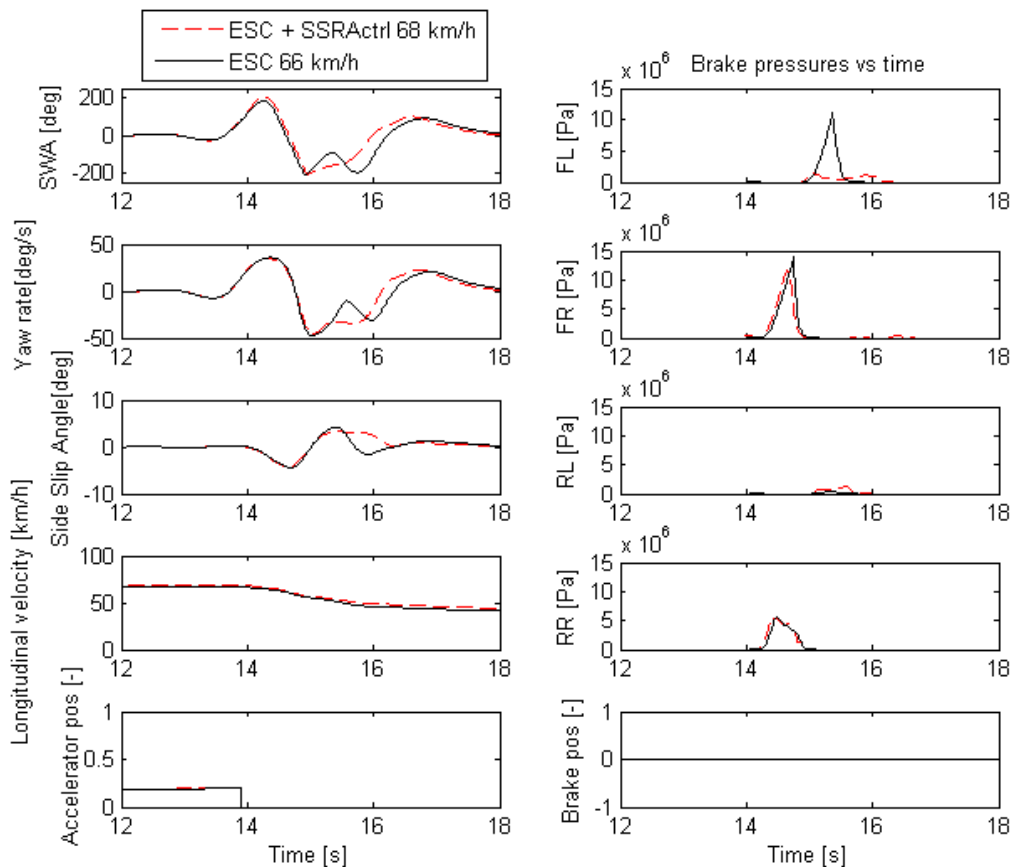 ESC + SSRActrl 68 km/h
ESC 66 km/h
SWA [deg]
200
0
-200
12 14 16 18
Yaw rate[deg/s]
50
0
-50
12 14 16 18
Side Slip Angle[deg]
10
0
-10
12 14 16 18
Longitudinal velocity [km/h]
100
50
0
12 14 16 18
Accelerator pos [-]
1
0.5
0
12 14 16 18
Time [s]
Brake pressures vs time
x 10^6
FL [Pa]
15
10
5
0
12 14 16 18
x 10^6
FR [Pa]
15
10
5
0
12 14 16 18
x 10^6
RL [Pa]
15
10
5
0
12 14 16 18
x 10^6
RR [Pa]
15
10
5
0
12 14 16 18
Brake pos [-]
1
0
-1
12 14 16 18
Time [s]